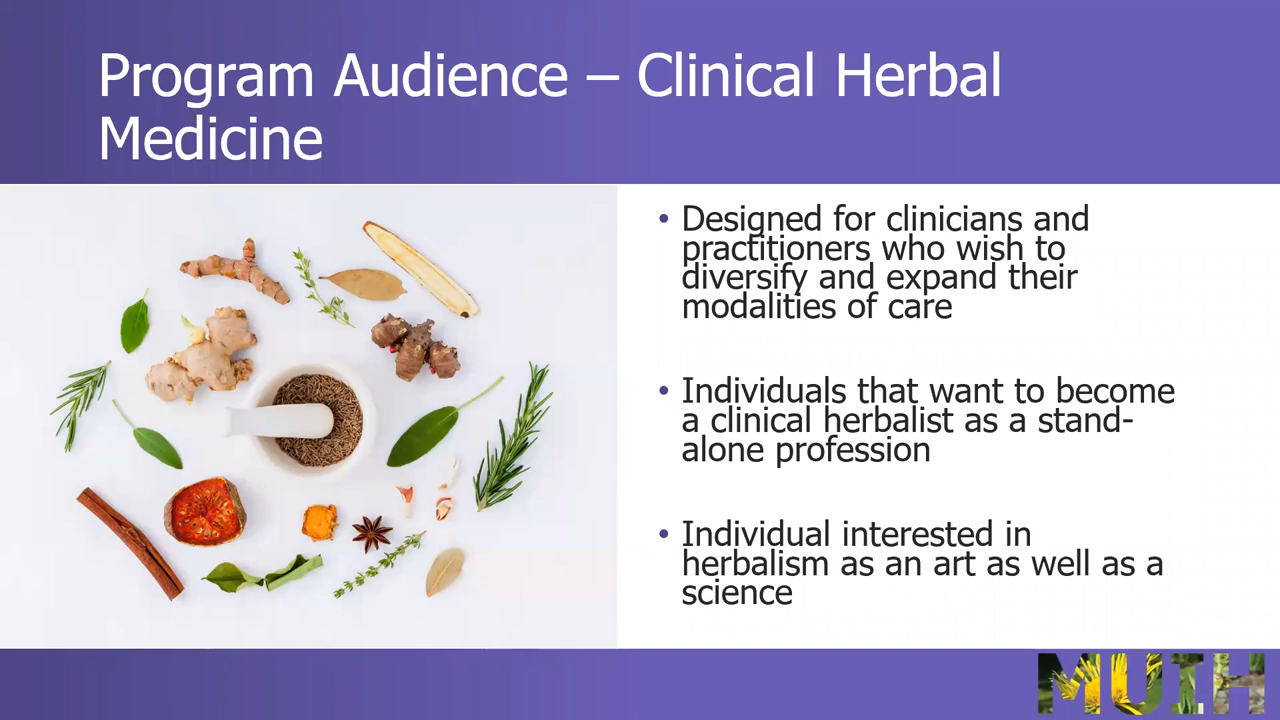 Program Audience – Clinical Herbal
Medicine
• Designed for clinicians and
practitioners who wish to
diversify and expand their
modalities of care
• Individuals that want to become
a clinical herbalist as a stand-
alone profession
• Individual interested in
herbalism as an art as well as a
science
MUIH